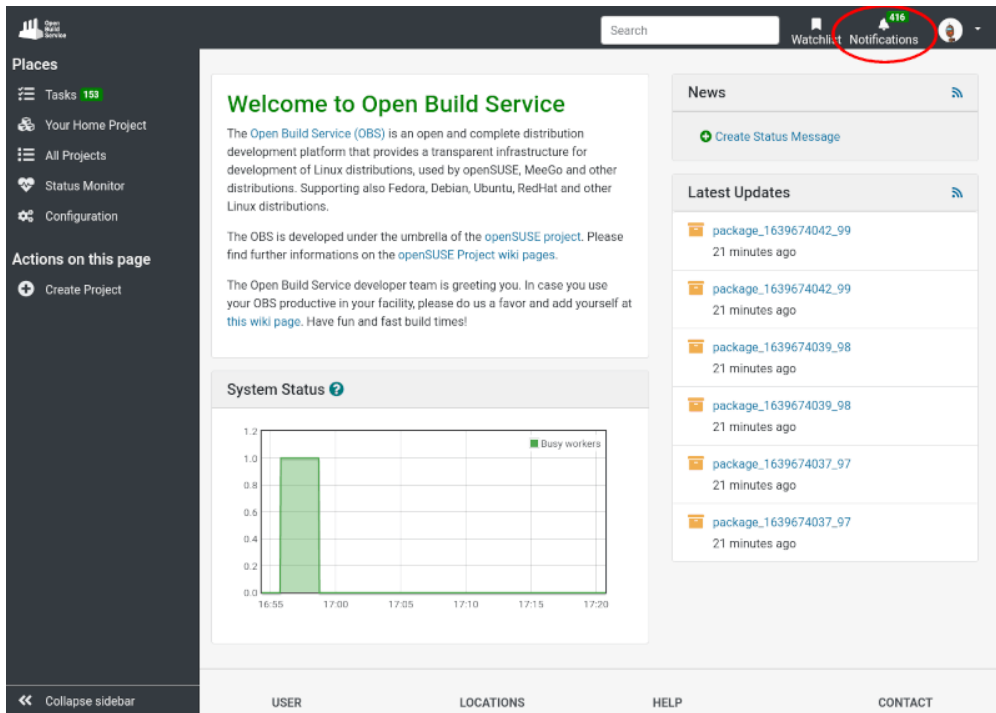 Open
Build
Service
Search
Watchlist
416
Notifications
Places
Tasks 153
Your Home Project
All Projects
Status Monitor
Configuration
Actions on this page
Create Project
Collapse sidebar
Welcome to Open Build Service
The Open Build Service (OBS) is an open and complete distribution
development platform that provides a transparent infrastructure for
development of Linux distributions, used by openSUSE, MeeGo and other
distributions. Supporting also Fedora, Debian, Ubuntu, RedHat and other
Linux distributions.
The OBS is developed under the umbrella of the openSUSE project. Please
find further informations on the openSUSE Project wiki pages.
The Open Build Service developer team is greeting you. In case you use
your OBS productive in your facility, please do us a favor and add yourself at
this wiki page. Have fun and fast build times!
System Status ?
Busy workers
1.2
1.0
0.8
0.6
0.4
0.2
0.0
16:55 17:00 17:05 17:10 17:15 17:20
News
Create Status Message
Latest Updates
package_1639674042_99
21 minutes ago
package_1639674042_99
21 minutes ago
package_1639674039_98
21 minutes ago
package_1639674039_98
21 minutes ago
package_1639674037_97
21 minutes ago
package_1639674037_97
21 minutes ago
USER LOCATIONS HELP CONTACT